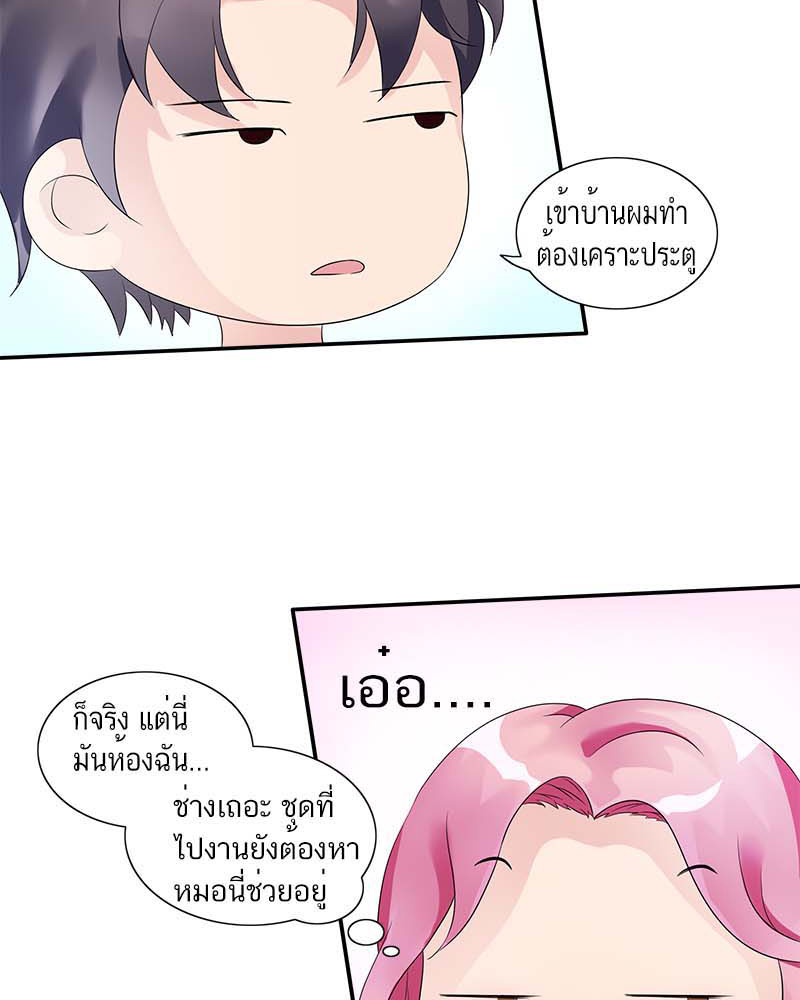 เข้าบ้านผมทำ
ต้องเคราะประตู
เอ๋อ....
ก็จริง แต่นี่
มันห้องฉัน...
ช่างเถอะ ชุดที่
ไปงานยังต้องหา
หมอนี่ช่วยอยู่